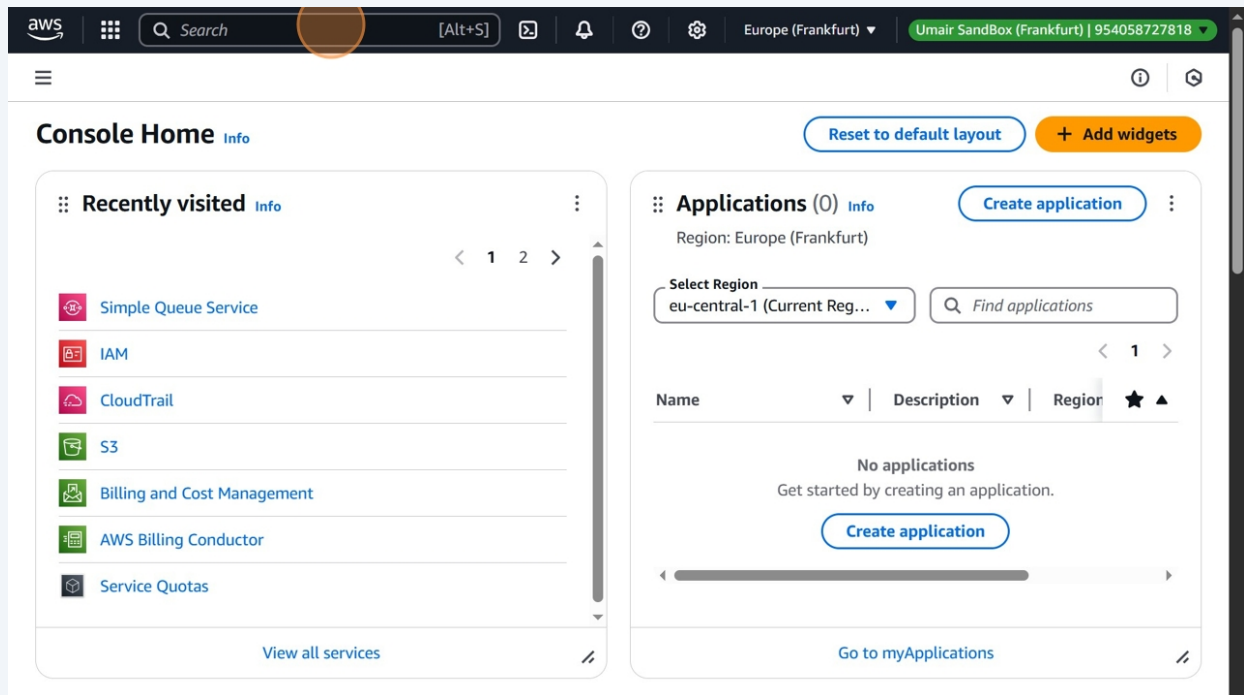 aws
Search [Alt+S] Europe (Frankfurt) Umair SandBox (Frankfurt) | 954058727818
Console Home Info
Reset to default layout
+ Add widgets
Recently visited Info
1 2
Simple Queue Service
IAM
CloudTrail
S3
Billing and Cost Management
AWS Billing Conductor
Service Quotas
View all services
Applications (0) Info
Create application
Region: Europe (Frankfurt)
Select Region
eu-central-1 (Current Reg...
Find applications
1
Name Description Region
No applications
Get started by creating an application.
Create application
Go to myApplications